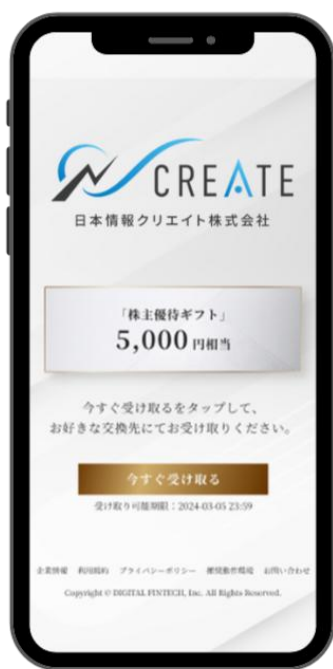 CREATE
日本情報クリエイト株式会社
「株主優待ギフト」
5,000 円相当
今すぐ受け取るをタップして、
お好きな交換先にてお受け取りください。
今すぐ受け取る
受け取り可能期限：2024-03-05 23:59
企業情報 利用規約 プライバシーポリシー 推奨動作環境 お問い合わせ
Copyright © DIGITAL FINTECH, Inc. All Rights Reserved.